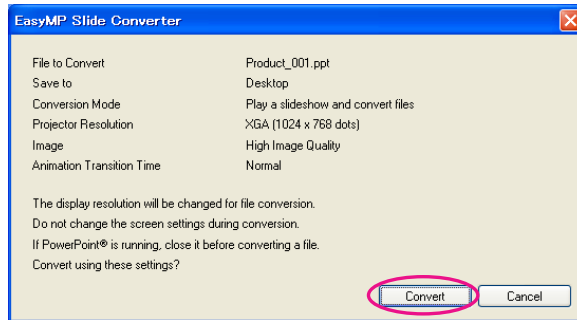 EasyMP Slide Converter
File to Convert Product_001.ppt
Save to Desktop
Conversion Mode Play a slideshow and convert files
Projector Resolution XGA (1024 x 768 dots)
Image High Image Quality
Animation Transition Time Normal
The display resolution will be changed for file conversion.
Do not change the screen settings during conversion.
If PowerPoint® is running, close it before converting a file.
Convert using these settings?
Convert Cancel